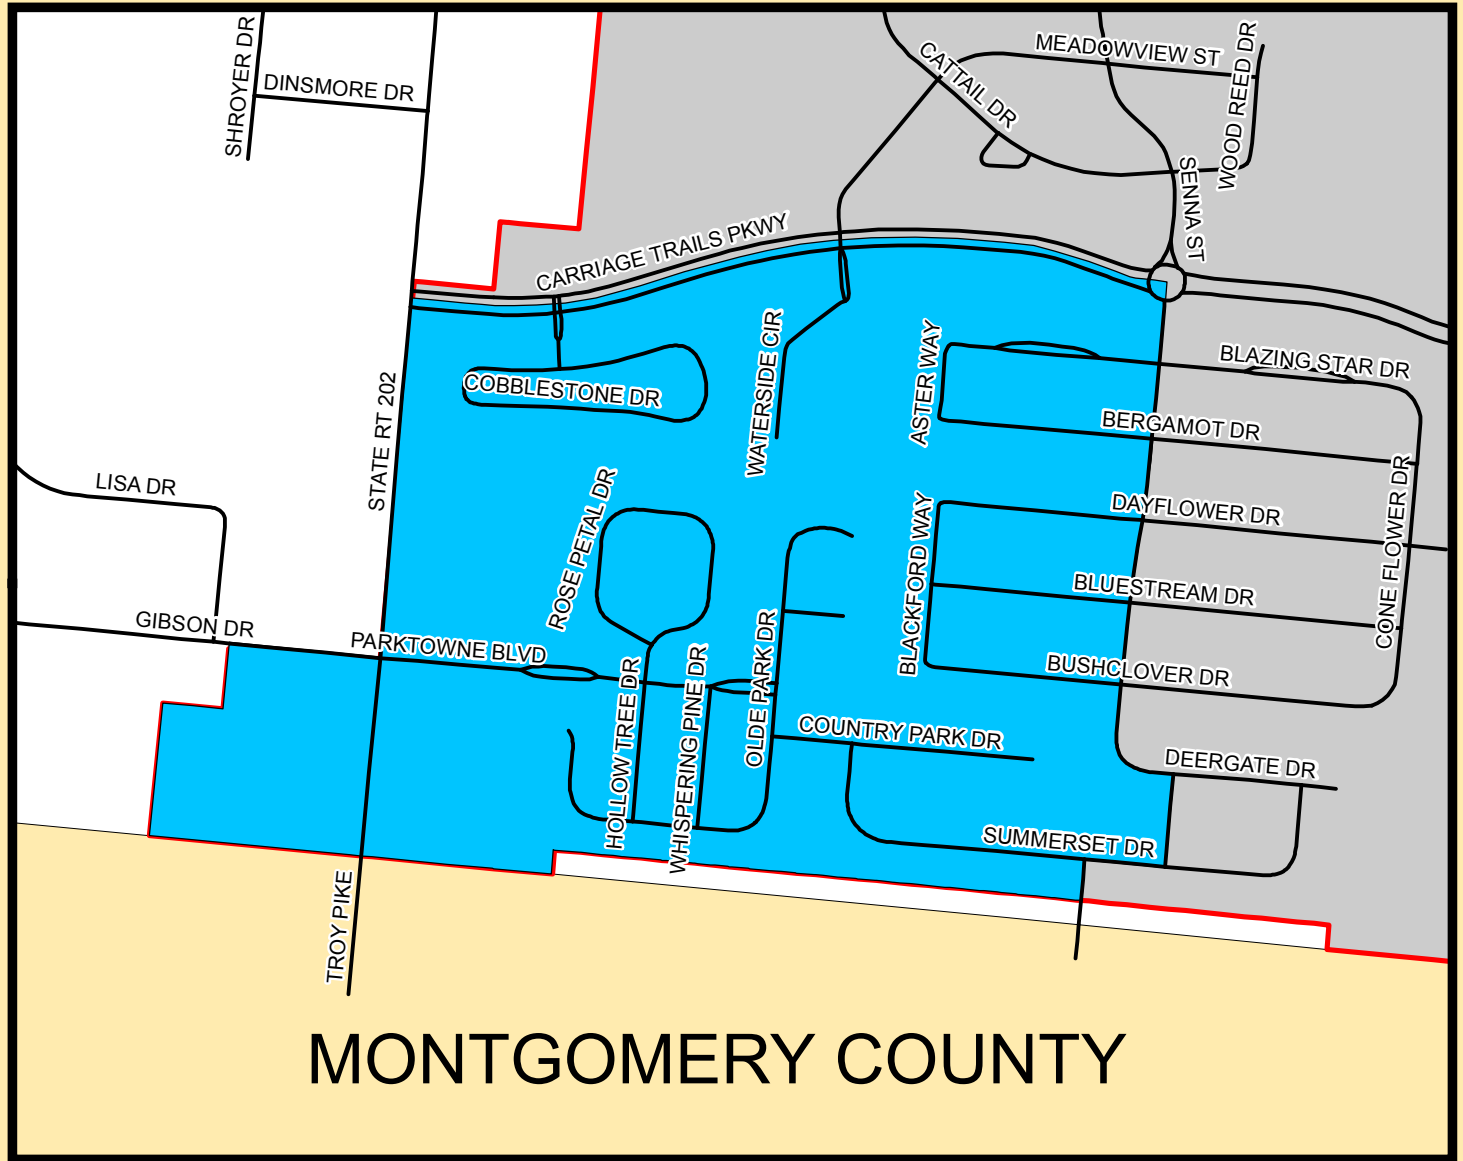 SHROYER DR
DINSMORE DR
MEADOWVIEW ST
CATTAIL DR
WOOD REED DR
SENNA ST
CARRIAGE TRAILS PKWY
STATE RT 202
COBBLESTONE DR
WATERSIDE CIR
ASTER WAY
BLAZING STAR DR
BERGAMOT DR
LISA DR
ROSE PETAL DR
BLACKFORD WAY
DAYFLOWER DR
CONE FLOWER DR
BLUESTREAM DR
GIBSON DR
PARKTOWNE BLVD
HOLLOW TREE DR
WHISPERING PINE DR
OLDE PARK DR
BUSHCLOVER DR
COUNTRY PARK DR
DEERGATE DR
SUMMERSET DR
TROY PIKE
MONTGOMERY COUNTY